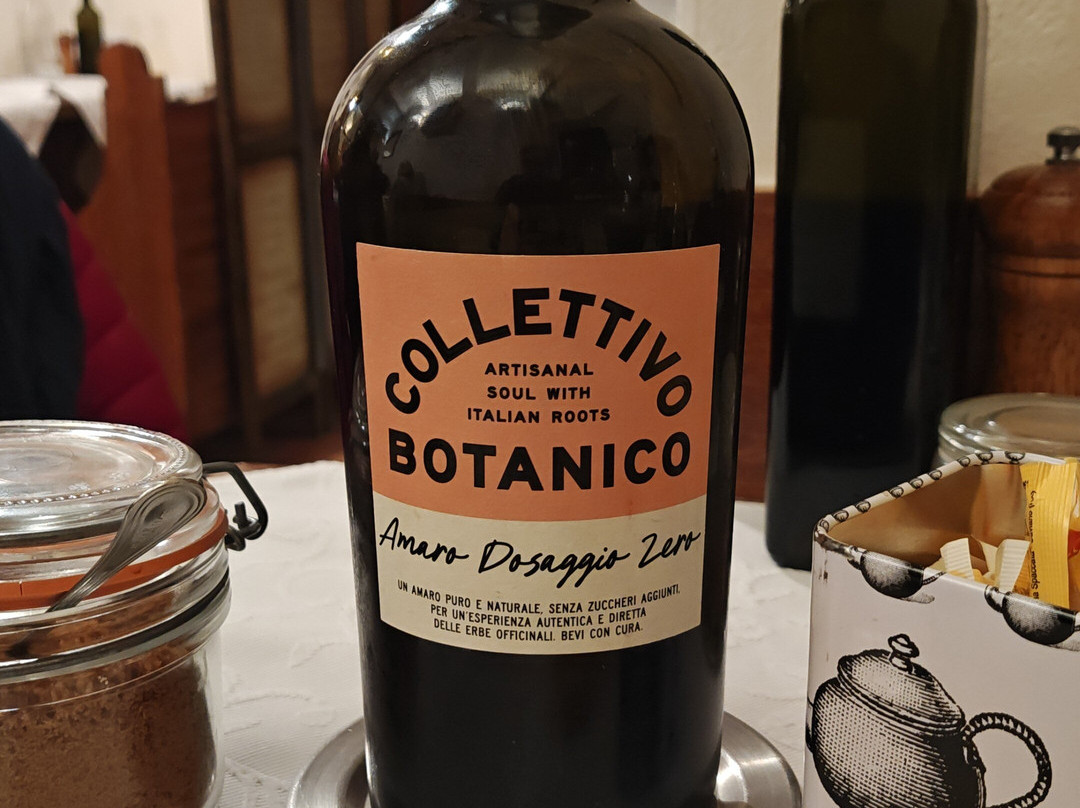 COLLETTIVO
ARTISANAL
SOUL WITH
ITALIAN ROOTS
BOTANICO
Amaro Dosaggio Zero
UN AMARO PURO E NATURALE, SENZA ZUCCHERI AGGIUNTI.
PER UN'ESPERIENZA AUTENTICA E DIRETTA
DELLE ERBE OFFICINALI. BEVI CON CURA.